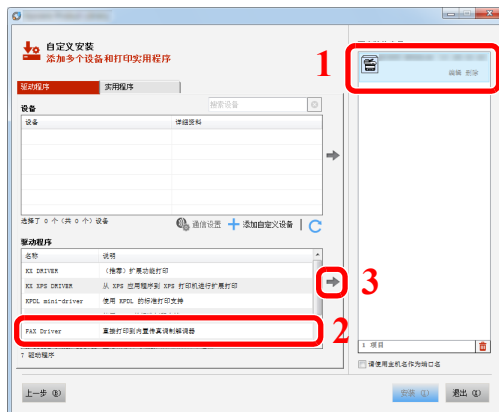 自定义安装
添加多个设备和打印实用程序
1
编辑 删除
驱动程序 实用程序
设备
搜索设备
设备 详细资料
选择了 0 个（共 0 个）设备
通信设置 添加自定义设备
驱动程序
名称 说明
KX DRIVER （推荐）扩展功能打印
KX XPS DRIVER 从 XPS 应用程序到 XPS 打印机进行扩展打印
3
KPDL mini-driver 使用 KPDL 的标准打印支持
FAX Driver 直接打印到内置传真调制解调器
2
7 驱动程序
1 项目
请使用主机名作为端口名
上一步 (B)
安装 (I) 退出 (X)